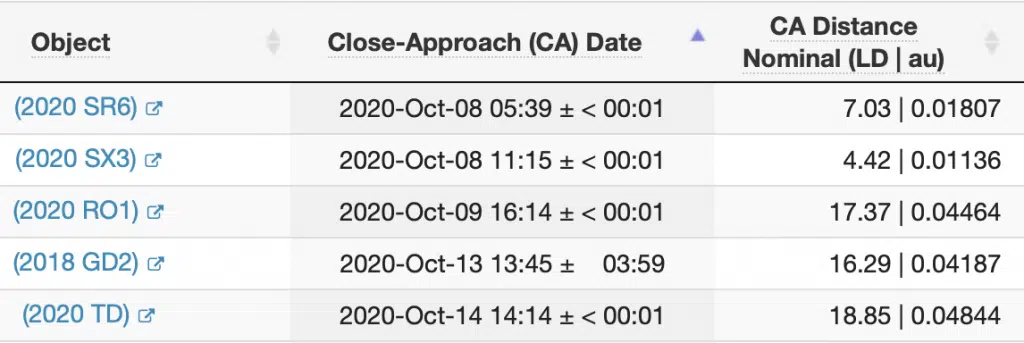 Object Close-Approach (CA) Date CA Distance
Nominal (LD | au)
(2020 SR6) 2020-Oct-08 05:39 ± < 00:01 7.03 | 0.01807
(2020 SX3) 2020-Oct-08 11:15 ± < 00:01 4.42 | 0.01136
(2020 RO1) 2020-Oct-09 16:14 ± < 00:01 17.37 | 0.04464
(2018 GD2) 2020-Oct-13 13:45 ± 03:59 16.29 | 0.04187
(2020 TD) 2020-Oct-14 14:14 ± < 00:01 18.85 | 0.04844